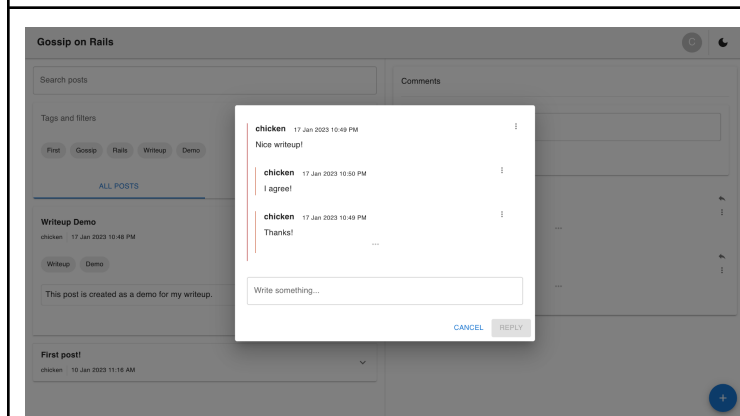 Gossip on Rails
C
Search posts
Comments
Tags and filters
First Gossip Rails Writeup Demo
ALL POSTS
Writeup Demo
chicken 17 Jan 2023 10:46 PM
Writeup Demo
This post is created as a demo for my writeup.
First post!
chicken 10 Jan 2023 11:16 AM
chicken 17 Jan 2023 10:49 PM
Nice writeup!
chicken 17 Jan 2023 10:50 PM
I agree!
chicken 17 Jan 2023 10:49 PM
Thanks!
...
Write something...
CANCEL REPLY
...
...
+